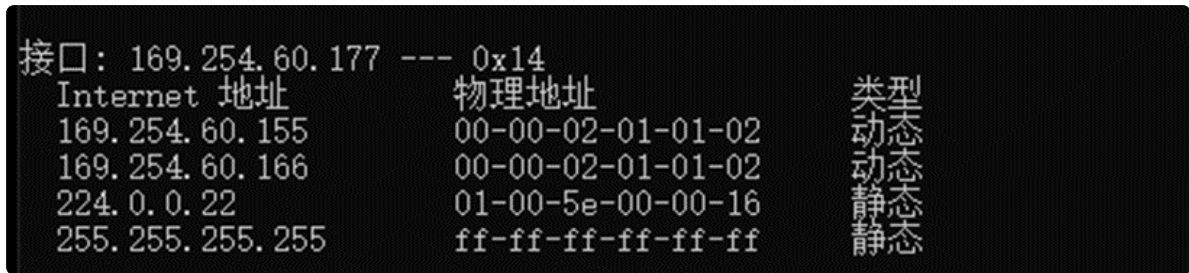 接口: 169.254.60.177 --- 0x14
Internet 地址 物理地址 类型
169.254.60.155 00-00-02-01-01-02 动态
169.254.60.166 00-00-02-01-01-02 动态
224.0.0.22 01-00-5e-00-00-16 静态
255.255.255.255 ff-ff-ff-ff-ff-ff 静态